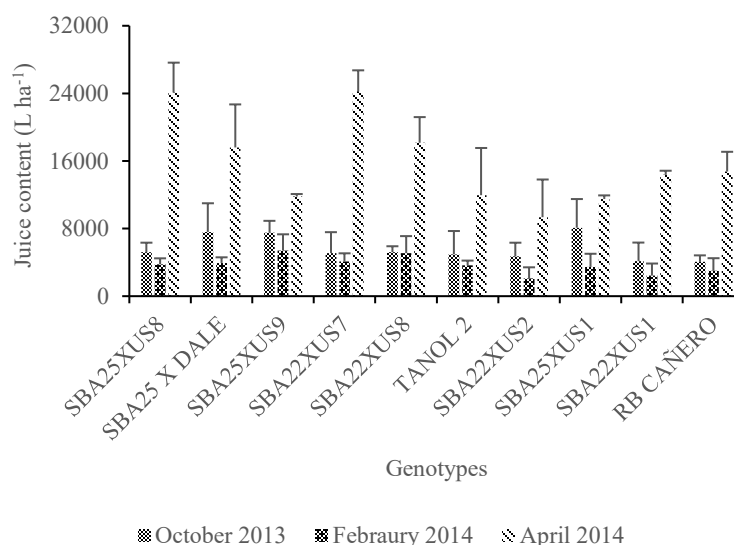 32000
24000
16000
8000
0
Juice content (L ha⁻¹)
SBA25XUS8
SBA25 X DALE
SBA25XUS9
SBA22XUS7
SBA22XUS8
TANOL 2
SBA22XUS2
SBA25XUS1
SBA22XUS1
RB CAÑERO
Genotypes
October 2013 Febraury 2014 April 2014